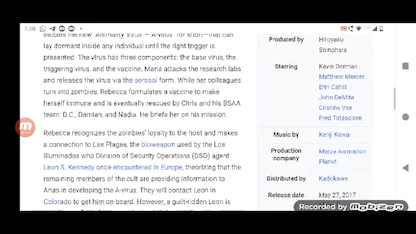 7:38
studies the new "Animality Virus — A-Virus" for short—that can
lay dormant inside any individual until the right trigger is
presented. The virus has three components: the base virus, the
triggering virus, and the vaccine. Maria attacks the research labs
and releases the virus via the aerosol form. While her colleagues
turn into zombies, Rebecca formulates a vaccine to make
herself immune and is eventually rescued by Chris and his BSAA
team: D.C., Damian, and Nadia. He briefs her on his mission.
Rebecca recognizes the zombies' loyalty to the host and makes
a connection to Las Plagas, the bioweapon used by the Los
Illuminados who Division of Security Operations (DSO) agent
Leon S. Kennedy once encountered in Europe, theorizing that the
remaining members of the cult are providing information to
Arias in developing the A-virus. They will contact Leon in
Colorado to get him on board. However, a guilt-ridden Leon is
Produced by
Hiroyasu
Shinohara
Starring
Kevin Dorman
Matthew Mercer
Erin Cahill
John DeMita
Cristina Vee
Fred Tatasciore
Music by
Kenji Kawai
Production
company
Marza Animation
Planet
Distributed by
Kadokawa
Release date
May 27, 2017
Recorded by Mobizen